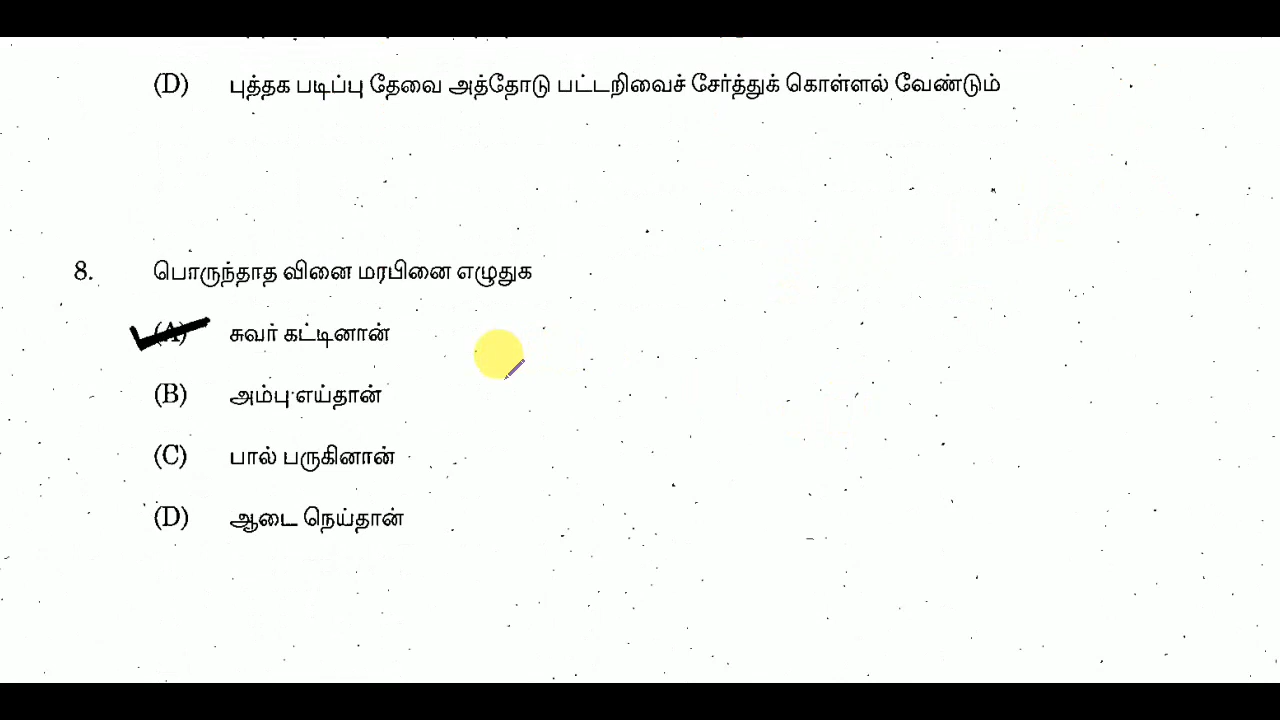 (D) புத்தக படிப்பு தேவை அத்தோடு பட்டறிவைச் சேர்த்துக் கொள்ளல் வேண்டும்
8. பொருந்தாத வினை மரபினை எழுதுக
(A) சுவர் கட்டினான்
(B) அம்பு எய்தான்
(C) பால் பருகினான்
(D) ஆடை நெய்தான்